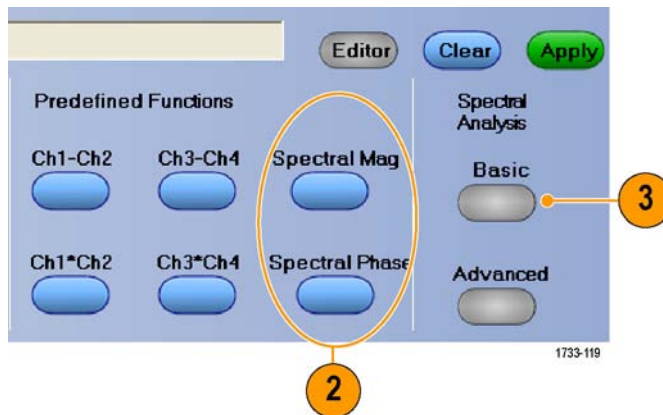 Editor Clear Apply
Predefined Functions
Spectral
Analysis
Ch1-Ch2 Ch3-Ch4 Spectral Mag
Basic
3
Ch1*Ch2 Ch3*Ch4 Spectral Phase
Advanced
1733-119
2